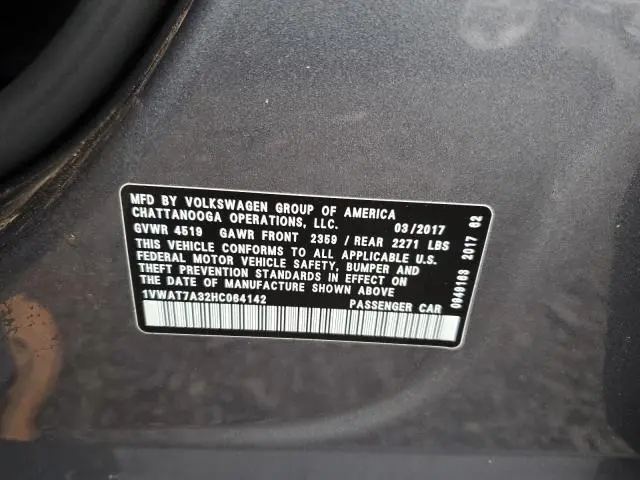 MFD BY VOLKSWAGEN GROUP OF AMERICA
CHATTANOOGA OPERATIONS, LLC. 03/2017
GVWR 4519 GAWR FRONT 2359 / REAR 2271 LBS
THIS VEHICLE CONFORMS TO ALL APPLICABLE U.S.
FEDERAL MOTOR VEHICLE SAFETY, BUMPER AND
THEFT PREVENTION STANDARDS IN EFFECT ON
THE DATE OF MANUFACTURE SHOWN ABOVE
1VWAT7A32HC064142 PASSENGER CAR
0049103 2017 02